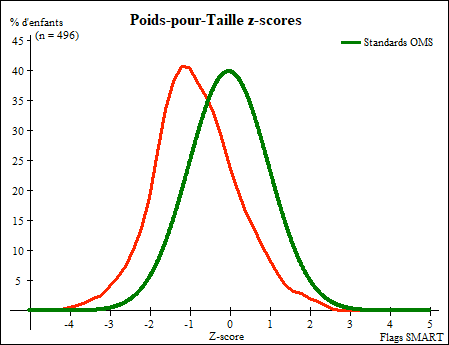 Poids-pour-Taille z-scores
% d'enfants
(n = 496)
Standards OMS
45
40
35
30
25
20
15
10
5
-4 -3 -2 -1 0 1 2 3 4 5
Z-score
Flags SMART